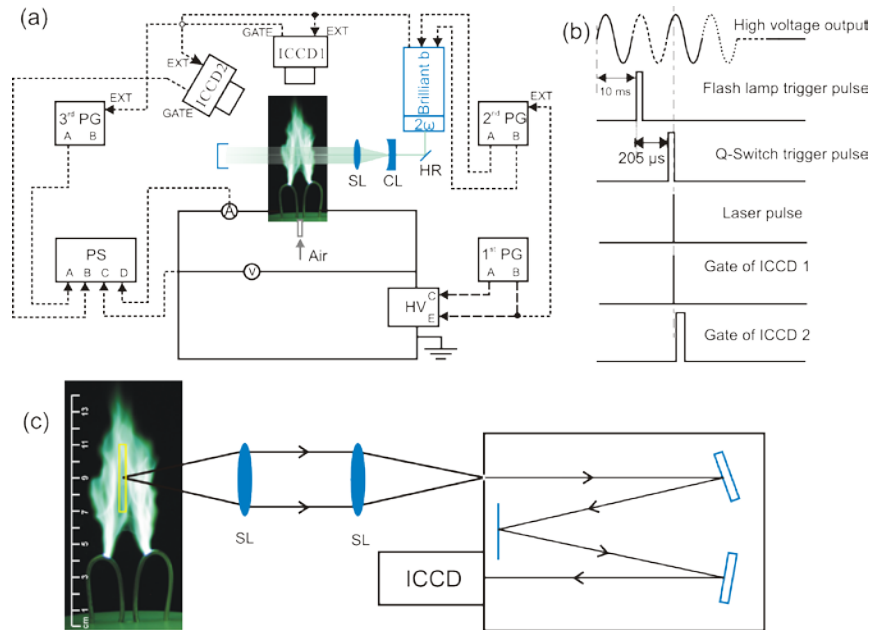 (a)
GATE
ICCD1
EXT
EXT
GATE
ICCD2
Brilliant b
2ω
3rd PG
A B
EXT
2nd PG
A B
EXT
SL
CL
HR
A
Air
PS
A B C D
V
1st PG
A B
HV
C
E
(b)
High voltage output
10 ms
Flash lamp trigger pulse
205 µs
Q-Switch trigger pulse
Laser pulse
Gate of ICCD 1
Gate of ICCD 2
(c)
13
11
9
7
5
3
1
cm
SL
SL
ICCD